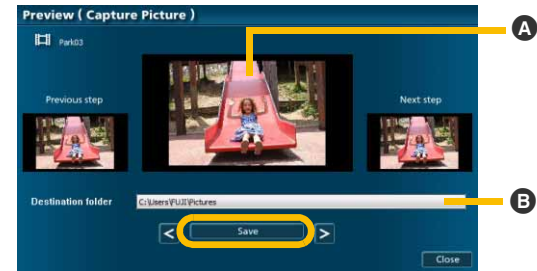 Preview ( Capture Picture )
A
Park03
Previous step
Next step
Destination folder
C:\Users\FUJI\Pictures
B
<
Save
>
Close